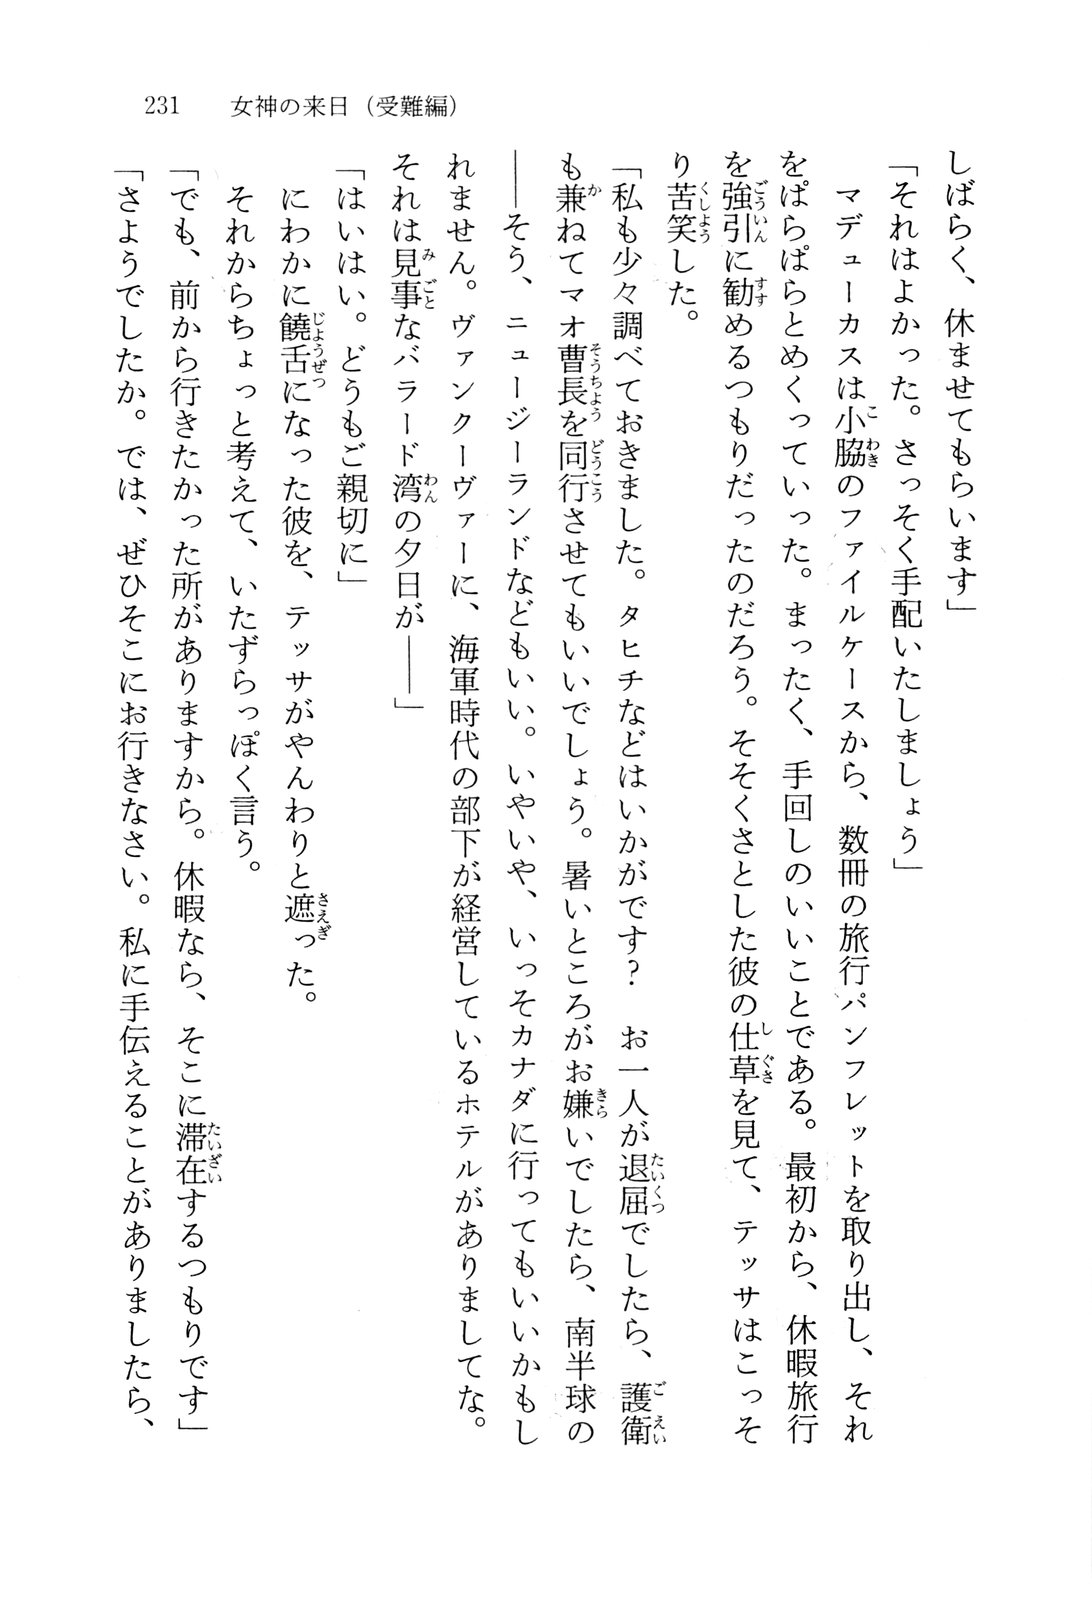 231　女神の来日（受難編）
しばらく、休ませてもらいます」
「それはよかった。さっそく手配いたしましょう」
　マデューカスは小脇のファイルケースから、数冊の旅行パンフレットを取り出し、それ
をぱらぱらとめくっていった。まったく、手回しのいいことである。最初から、休暇旅行
を強引に勧めるつもりだったのだろう。そそくさとした彼の仕草を見て、テッサはこっそ
り苦笑した。
「私も少々調べておきました。タヒチなどはいかがです？　お一人が退屈でしたら、護衛
も兼ねてマオ曹長を同行させてもいいでしょう。暑いところがお嫌いでしたら、南半球の
――そう、ニュージーランドなどもいい。いやいや、いっそカナダに行ってもいいかもし
れません。ヴァンクーヴァーに、海軍時代の部下が経営しているホテルがありましてな。
それは見事なバラード湾の夕日が――」
「はいはい。どうもご親切に」
　にわかに饒舌になった彼を、テッサがやんわりと遮った。
　それからちょっと考えて、いたずらっぽく言う。
「でも、前から行きたかった所がありますから。休暇なら、そこに滞在するつもりです」
「さようでしたか。では、ぜひそこにお行きなさい。私に手伝えることがありましたら、